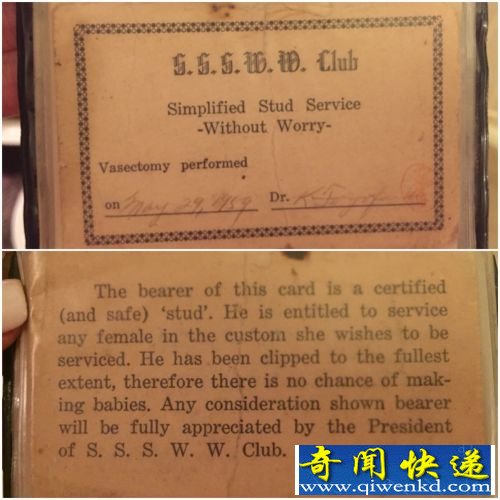 S.S.S.W.W. Club
Simplified Stud Service
-Without Worry-
Vasectomy performed
on May 29, 1959 Dr. K.
The bearer of this card is a certified
(and safe) 'stud'. He is entitled to service
any female in the custom she wishes to be
serviced. He has been clipped to the fullest
extent, therefore there is no chance of mak-
ing babies. Any consideration shown bearer
will be fully appreciated by the President
of S. S. S. W. W. Club.
奇闻快递
www.qiwenkd.com